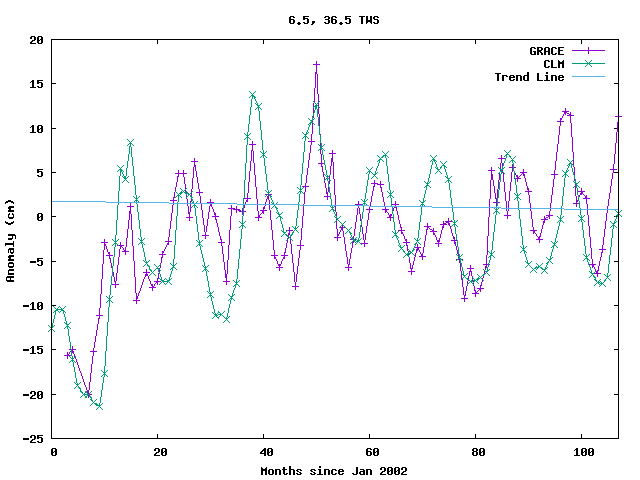 6.5, 36.5 TWS
GRACE
CLM
Trend Line
20
15
10
5
0
-5
-10
-15
-20
-25
Anomaly (cm)
0 20 40 60 80 100
Months since Jan 2002